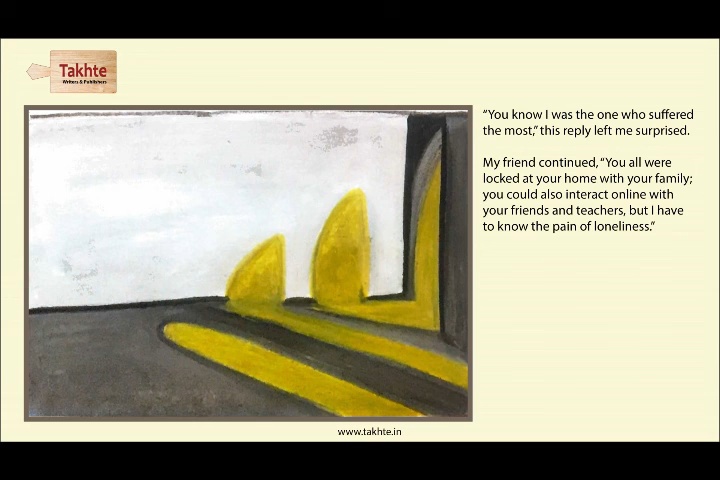 Takhte
Writers & Publishers
“You know I was the one who suffered
the most,” this reply left me surprised.
My friend continued, “You all were
locked at your home with your family;
you could also interact online with
your friends and teachers, but I have
to know the pain of loneliness.”
www.takhte.in